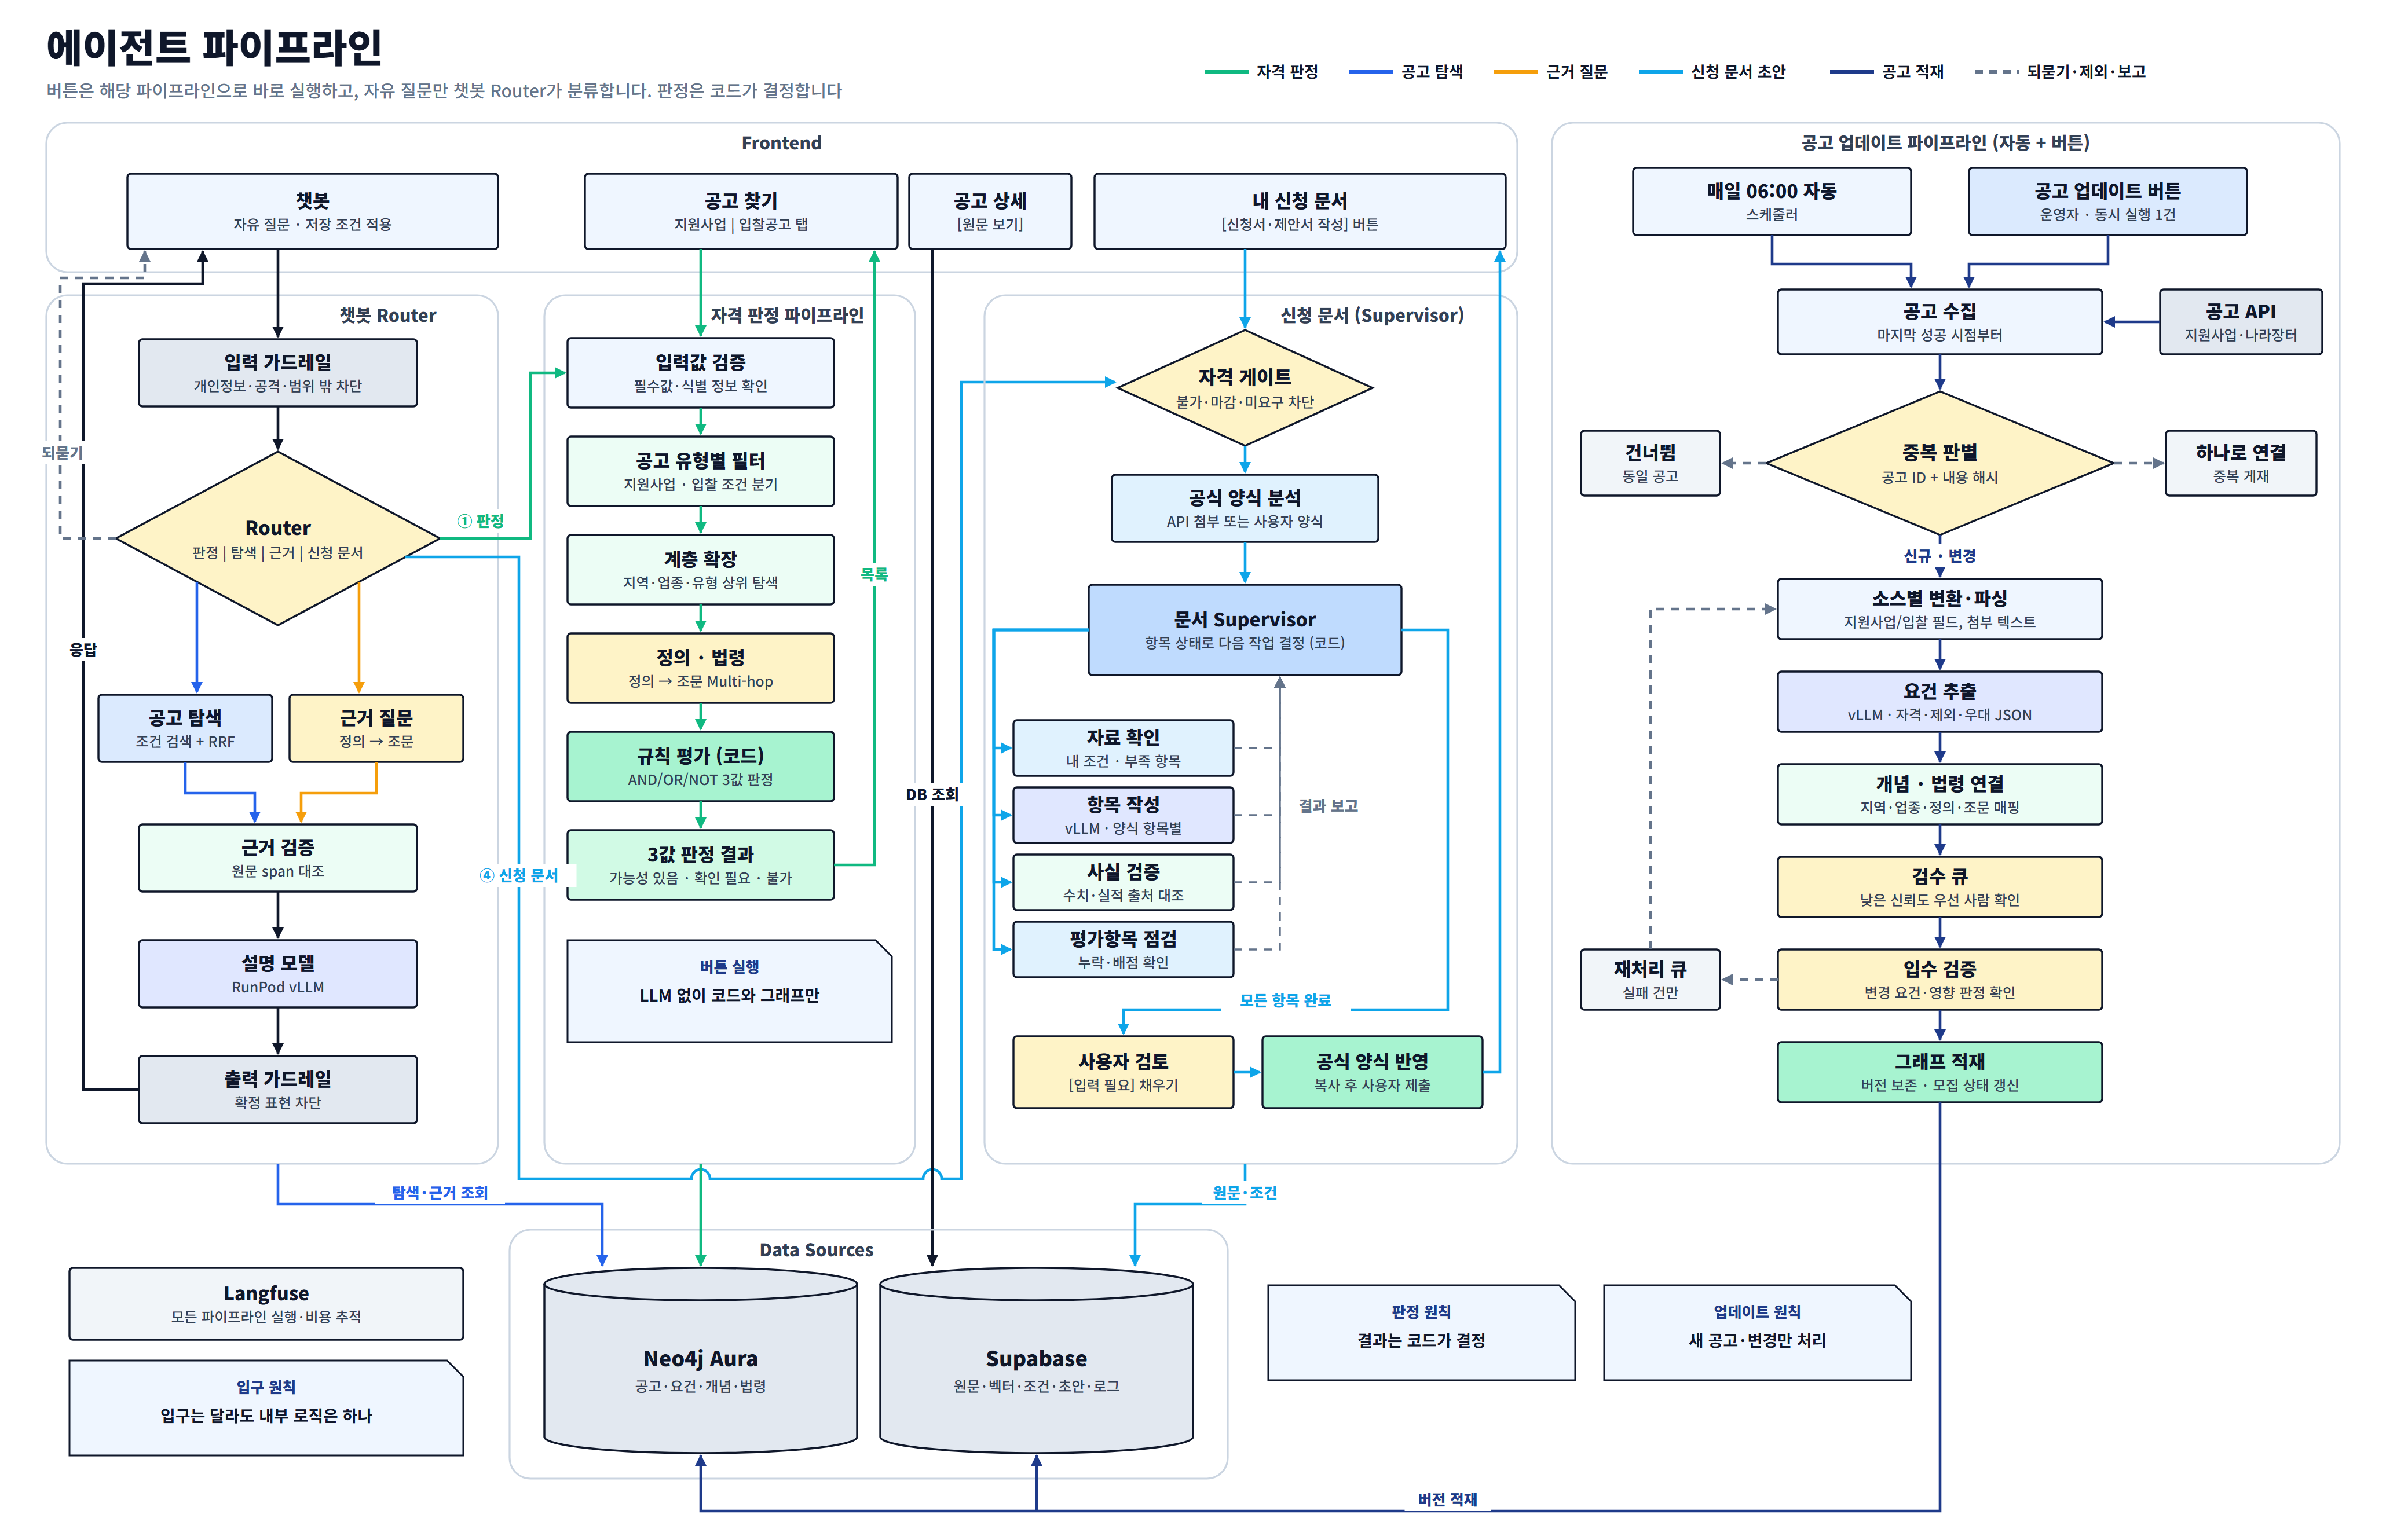 에이전트 파이프라인
버튼은 해당 파이프라인으로 바로 실행하고, 자유 질문만 챗봇 Router가 분류합니다. 판정은 코드가 결정합니다
자격 판정
공고 탐색
근거 질문
신청 문서 초안
공고 적재
되묻기·제외·보고
Frontend
챗봇
자유 질문 · 저장 조건 적용
공고 찾기
지원사업 | 입찰공고 탭
공고 상세
[원문 보기]
내 신청 문서
[신청서·제안서 작성] 버튼
챗봇 Router
입력 가드레일
개인정보·공격·범위 밖 차단
되묻기
Router
판정 | 탐색 | 근거 | 신청 문서
① 판정
응답
공고 탐색
조건 검색 + RRF
근거 질문
정의 → 조문
근거 검증
원문 span 대조
④ 신청 문서
설명 모델
RunPod vLLM
출력 가드레일
확정 표현 차단
자격 판정 파이프라인
입력값 검증
필수값·식별 정보 확인
공고 유형별 필터
지원사업 · 입찰 조건 분기
계층 확장
지역·업종·유형 상위 탐색
목록
정의 · 법령
정의 → 조문 Multi-hop
규칙 평가 (코드)
AND/OR/NOT 3값 판정
3값 판정 결과
가능성 있음 · 확인 필요 · 불가
버튼 실행
LLM 없이 코드와 그래프만
DB 조회
신청 문서 (Supervisor)
자격 게이트
불가·마감·미요구 차단
공식 양식 분석
API 첨부 또는 사용자 양식
문서 Supervisor
항목 상태로 다음 작업 결정 (코드)
자료 확인
내 조건 · 부족 항목
항목 작성
vLLM · 양식 항목별
결과 보고
사실 검증
수치·실적 출처 대조
평가항목 점검
누락·배점 확인
모든 항목 완료
사용자 검토
[입력 필요] 채우기
공식 양식 반영
복사 후 사용자 제출
공고 업데이트 파이프라인 (자동 + 버튼)
매일 06:00 자동
스케줄러
공고 업데이트 버튼
운영자 · 동시 실행 1건
공고 수집
마지막 성공 시점부터
공고 API
지원사업·나라장터
건너뜀
동일 공고
중복 판별
공고 ID + 내용 해시
하나로 연결
중복 게재
신규 · 변경
소스별 변환·파싱
지원사업/입찰 필드, 첨부 텍스트
요건 추출
vLLM · 자격·제외·우대 JSON
개념 · 법령 연결
지역·업종·정의·조문 매핑
검수 큐
낮은 신뢰도 우선 사람 확인
재처리 큐
실패 건만
입수 검증
변경 요건·영향 판정 확인
그래프 적재
버전 보존 · 모집 상태 갱신
탐색·근거 조회
원문·조건
Data Sources
Neo4j Aura
공고·요건·개념·법령
Supabase
원문·벡터·조건·초안·로그
Langfuse
모든 파이프라인 실행·비용 추적
입구 원칙
입구는 달라도 내부 로직은 하나
판정 원칙
결과는 코드가 결정
업데이트 원칙
새 공고·변경만 처리
버전 적재